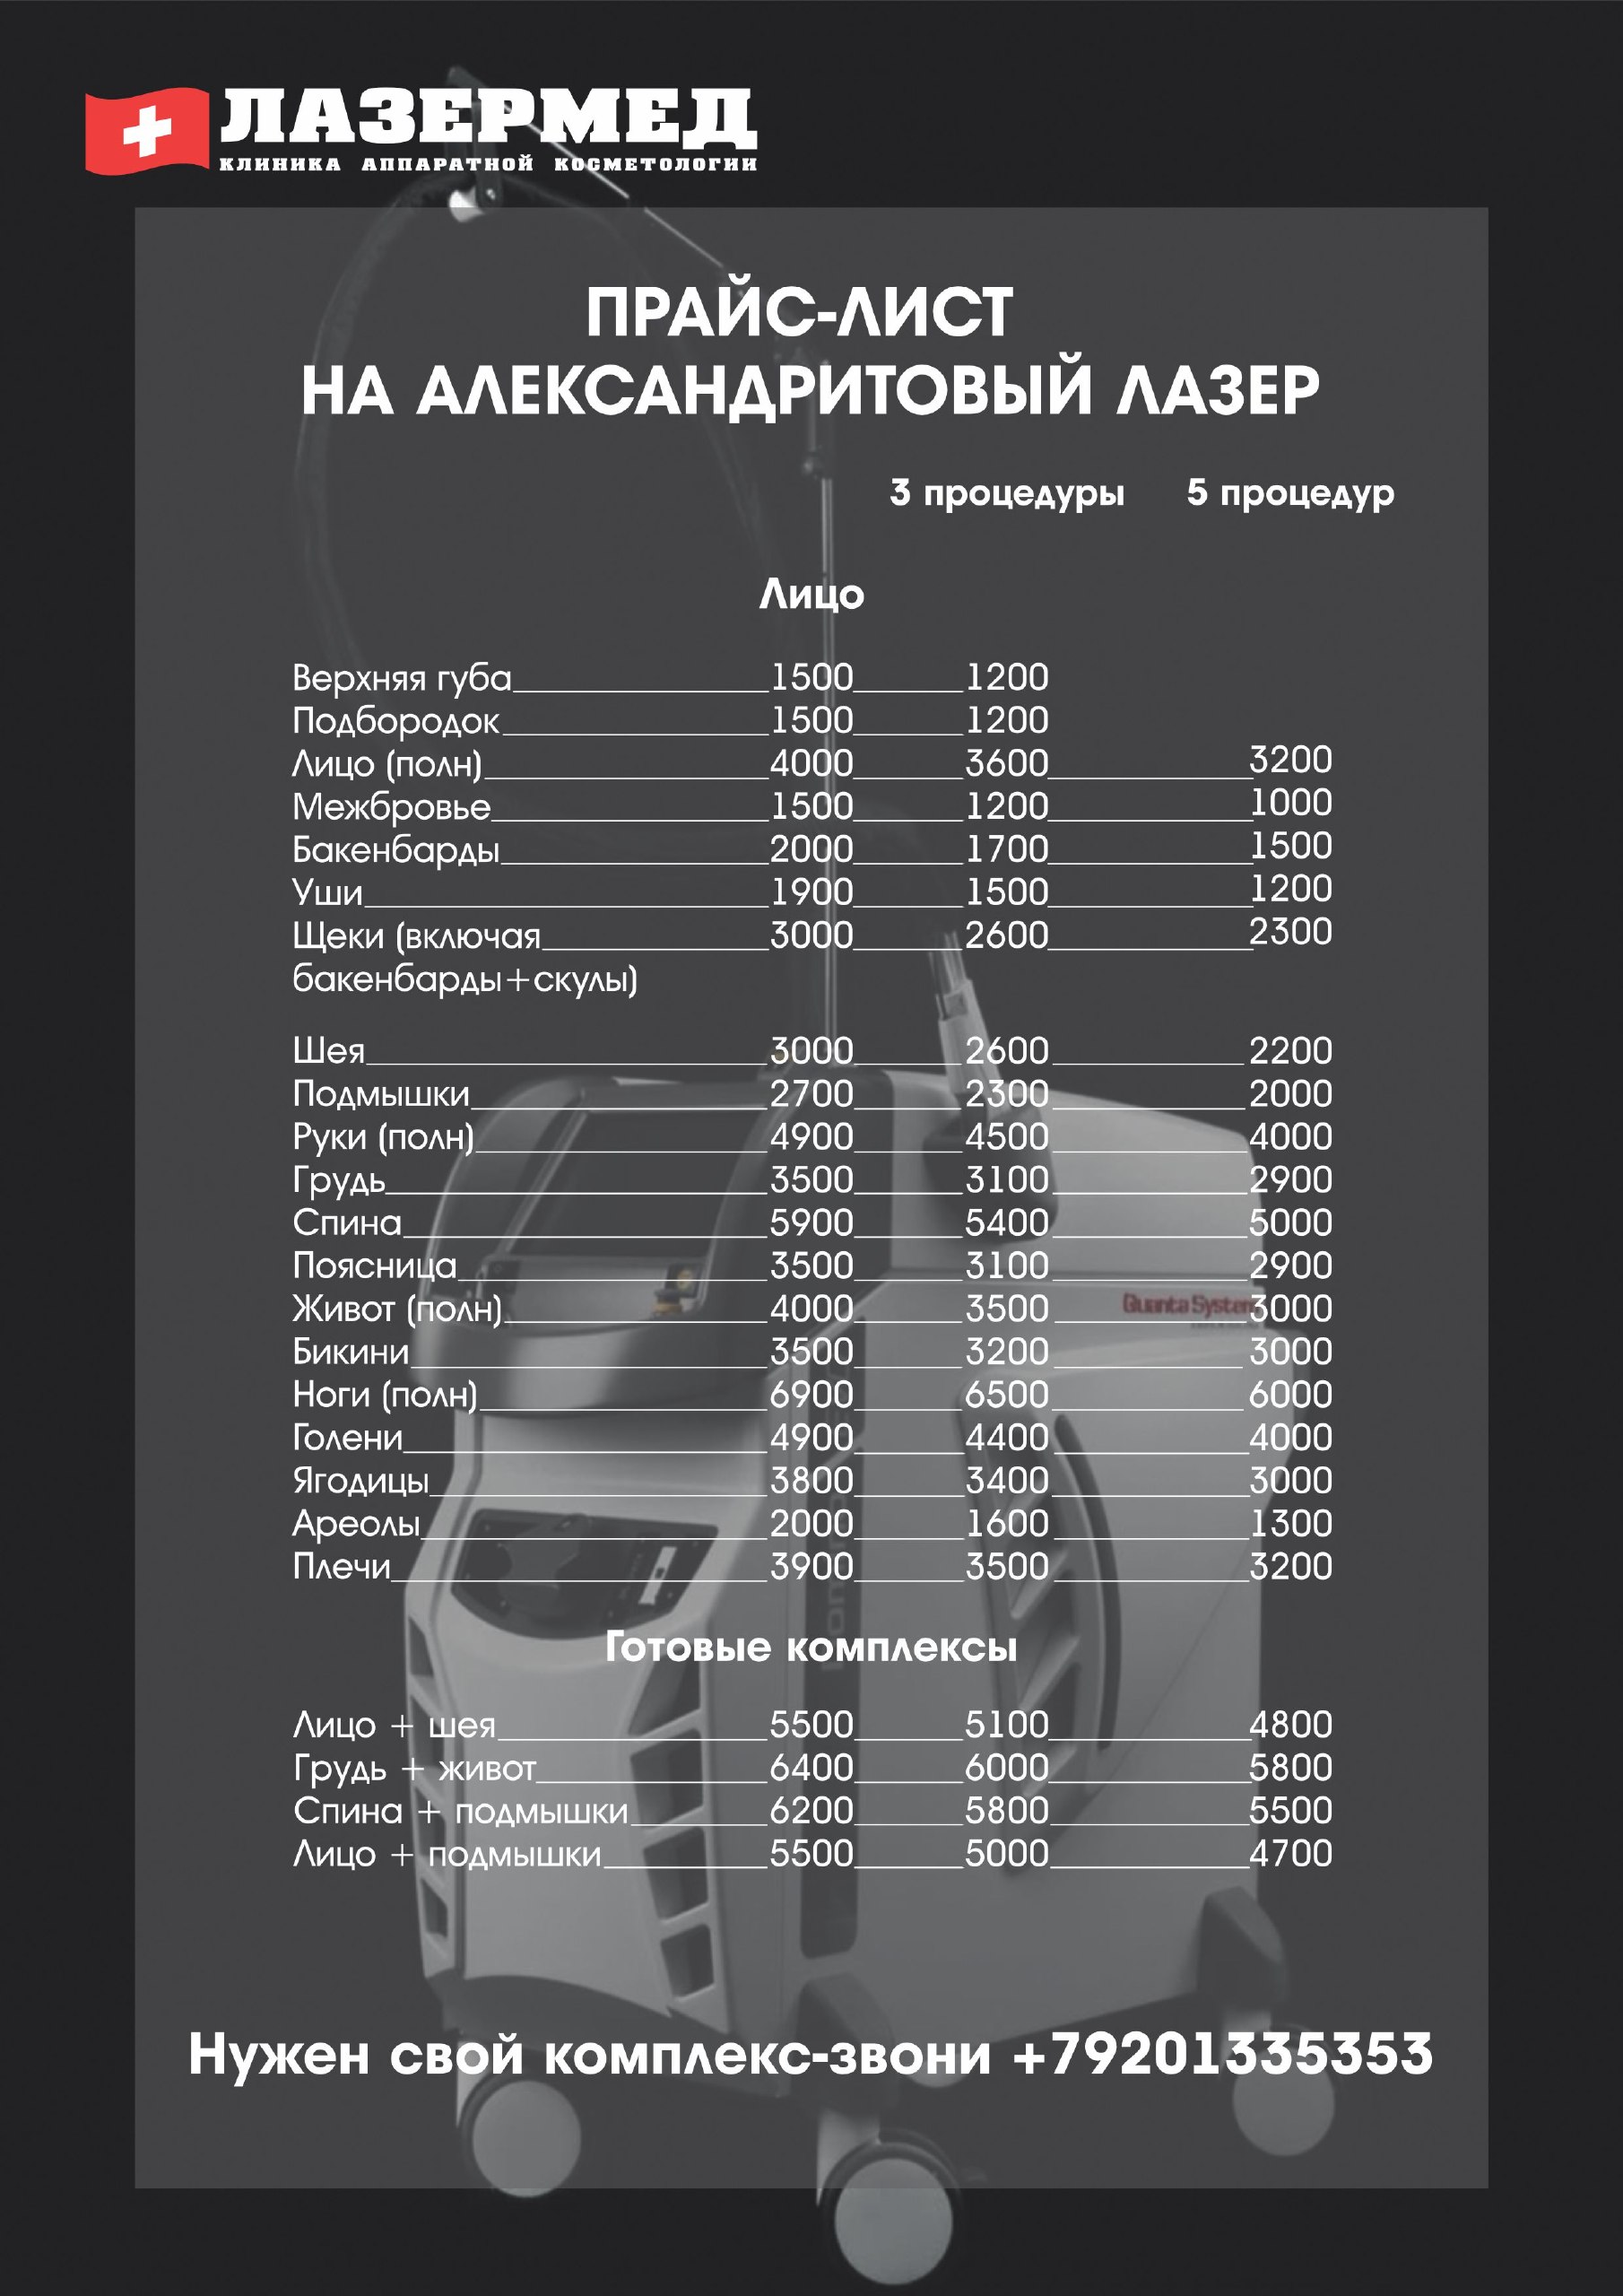 ЛАЗЕРМЕД
КЛИНИКА АППАРАТНОЙ КОСМЕТОЛОГИИ
ПРАЙС-ЛИСТ
НА АЛЕКСАНДРИТОВЫЙ ЛАЗЕР
3 процедуры 5 процедур
Лицо
Верхняя губа 1500 1200
Подбородок 1500 1200
Лицо (полн) 4000 3600 3200
Межбровье 1500 1200 1000
Бакенбарды 2000 1700 1500
Уши 1900 1500 1200
Щеки (включая 3000 2600 2300
бакенбарды+скулы)
Шея 3000 2600 2200
Подмышки 2700 2300 2000
Руки (полн) 4900 4500 4000
Грудь 3500 3100 2900
Спина 5900 5400 5000
Поясница 3500 3100 2900
Живот (полн) 4000 3500 3000
Quanta System
Бикини 3500 3200 3000
Ноги (полн) 6900 6500 6000
Голени 4900 4400 4000
Ягодицы 3800 3400 3000
Ареолы 2000 1600 1300
Плечи 3900 3500 3200
Готовые комплексы
Лицо + шея 5500 5100 4800
Грудь + живот 6400 6000 5800
Спина + подмышки 6200 5800 5500
Лицо + подмышки 5500 5000 4700
Нужен свой комплекс-звони +79201335353